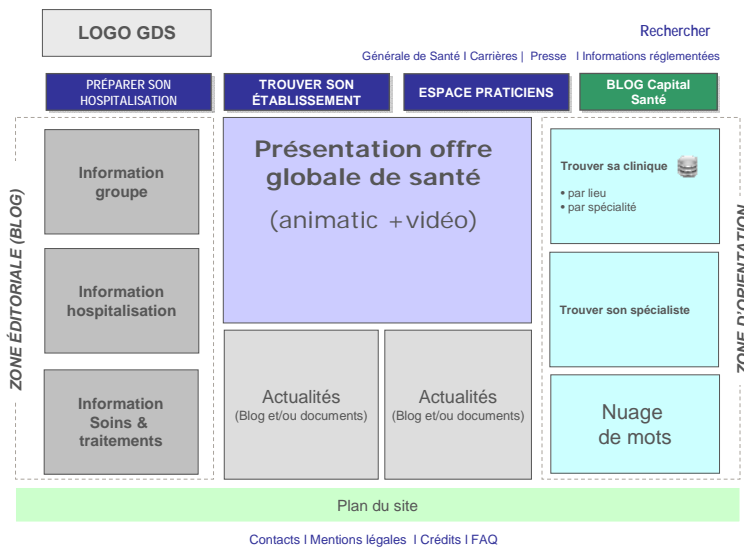 LOGO GDS
Rechercher
Générale de Santé I Carrières | Presse I Informations réglementées
PRÉPARER SON
HOSPITALISATION
TROUVER SON
ÉTABLISSEMENT
ESPACE PRATICIENS
BLOG Capital
Santé
ZONE ÉDITORIALE (BLOG)
Information
groupe
Information
hospitalisation
Information
Soins &
traitements
Présentation offre
globale de santé
(animatic +vidéo)
Actualités
(Blog et/ou documents)
Actualités
(Blog et/ou documents)
Trouver sa clinique
• par lieu
• par spécialité
Trouver son spécialiste
Nuage
de mots
ZONE D'ORIENTATION
Plan du site
Contacts I Mentions légales I Crédits I FAQ